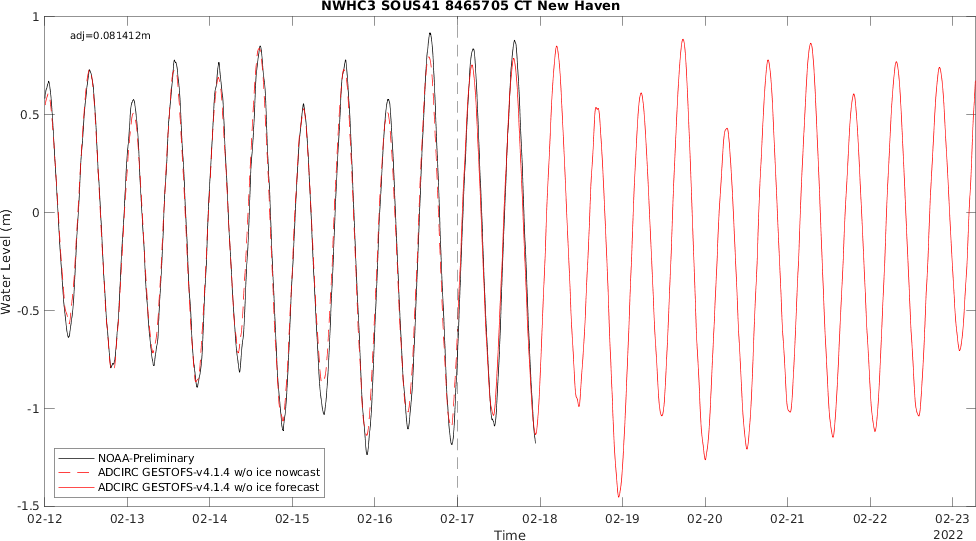 NWHC3 SOUS41 8465705 CT New Haven
adj=0.081412m
Water Level (m)
1
0.5
0
-0.5
-1
-1.5
NOAA-Preliminary
ADCIRC GESTOFS-v4.1.4 w/o ice nowcast
ADCIRC GESTOFS-v4.1.4 w/o ice forecast
02-12 02-13 02-14 02-15 02-16 02-17 02-18 02-19 02-20 02-21 02-22 02-23
2022
Time